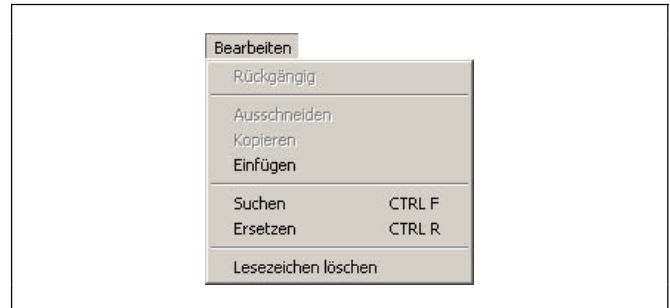 Bearbeiten
Rückgängig
Ausschneiden
Kopieren
Einfügen
Suchen CTRL F
Ersetzen CTRL R
Lesezeichen löschen